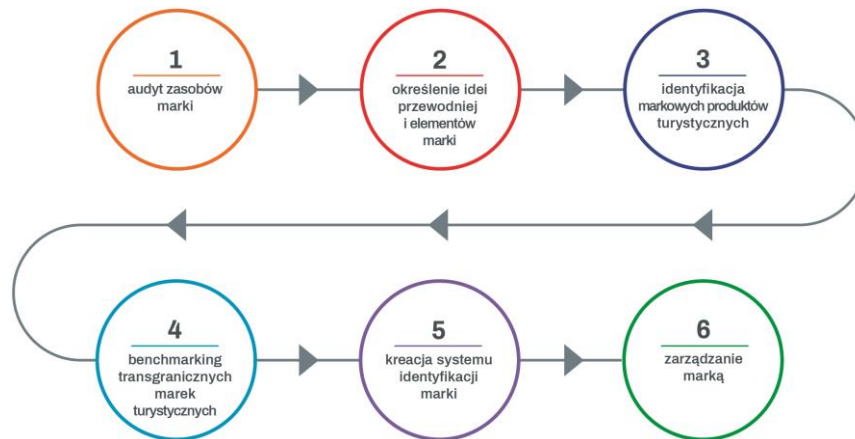 1
audyt zasobów
marki
2
określenie idei
przewodniej
i elementów
marki
3
identyfikacja
markowych produktów
turystycznych
4
benchmarking
transgranicznych
marek
turystycznych
5
kreacja systemu
identyfikacji
marki
6
zarządzanie
marką